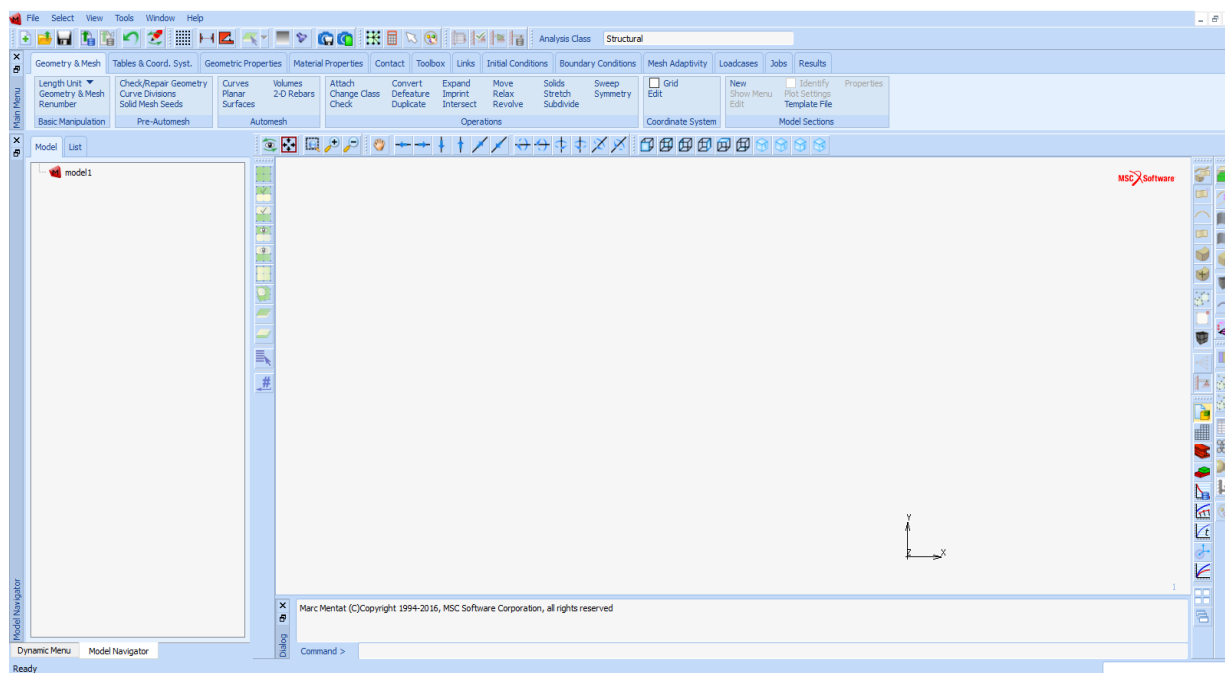 File Select View Tools Window Help
Analysis Class Structural
Geometry & Mesh Tables & Coord. Syst. Geometric Properties Material Properties Contact Toolbox Links Initial Conditions Boundary Conditions Mesh Adaptivity Loadcases Jobs Results
Length Unit Check/Repair Geometry Curves Volumes Attach Convert Expand Move Solids Sweep Grid New Identify Properties
Geometry & Mesh Curve Divisions Planar 2-D Rebars Change Class Defeature Imprint Relax Stretch Symmetry Edit Show Menu Plot Settings
Renumber Solid Mesh Seeds Surfaces Check Duplicate Intersect Revolve Subdivide Edit Template File
Basic Manipulation Pre-Automesh Automesh Operations Coordinate System Model Sections
Main Menu
Model List
model1
MSC Software
Y
Z X
1
Model Navigator
Marc Mentat (C)Copyright 1994-2016, MSC Software Corporation, all rights reserved
Dialog
Command >
Dynamic Menu Model Navigator
Ready